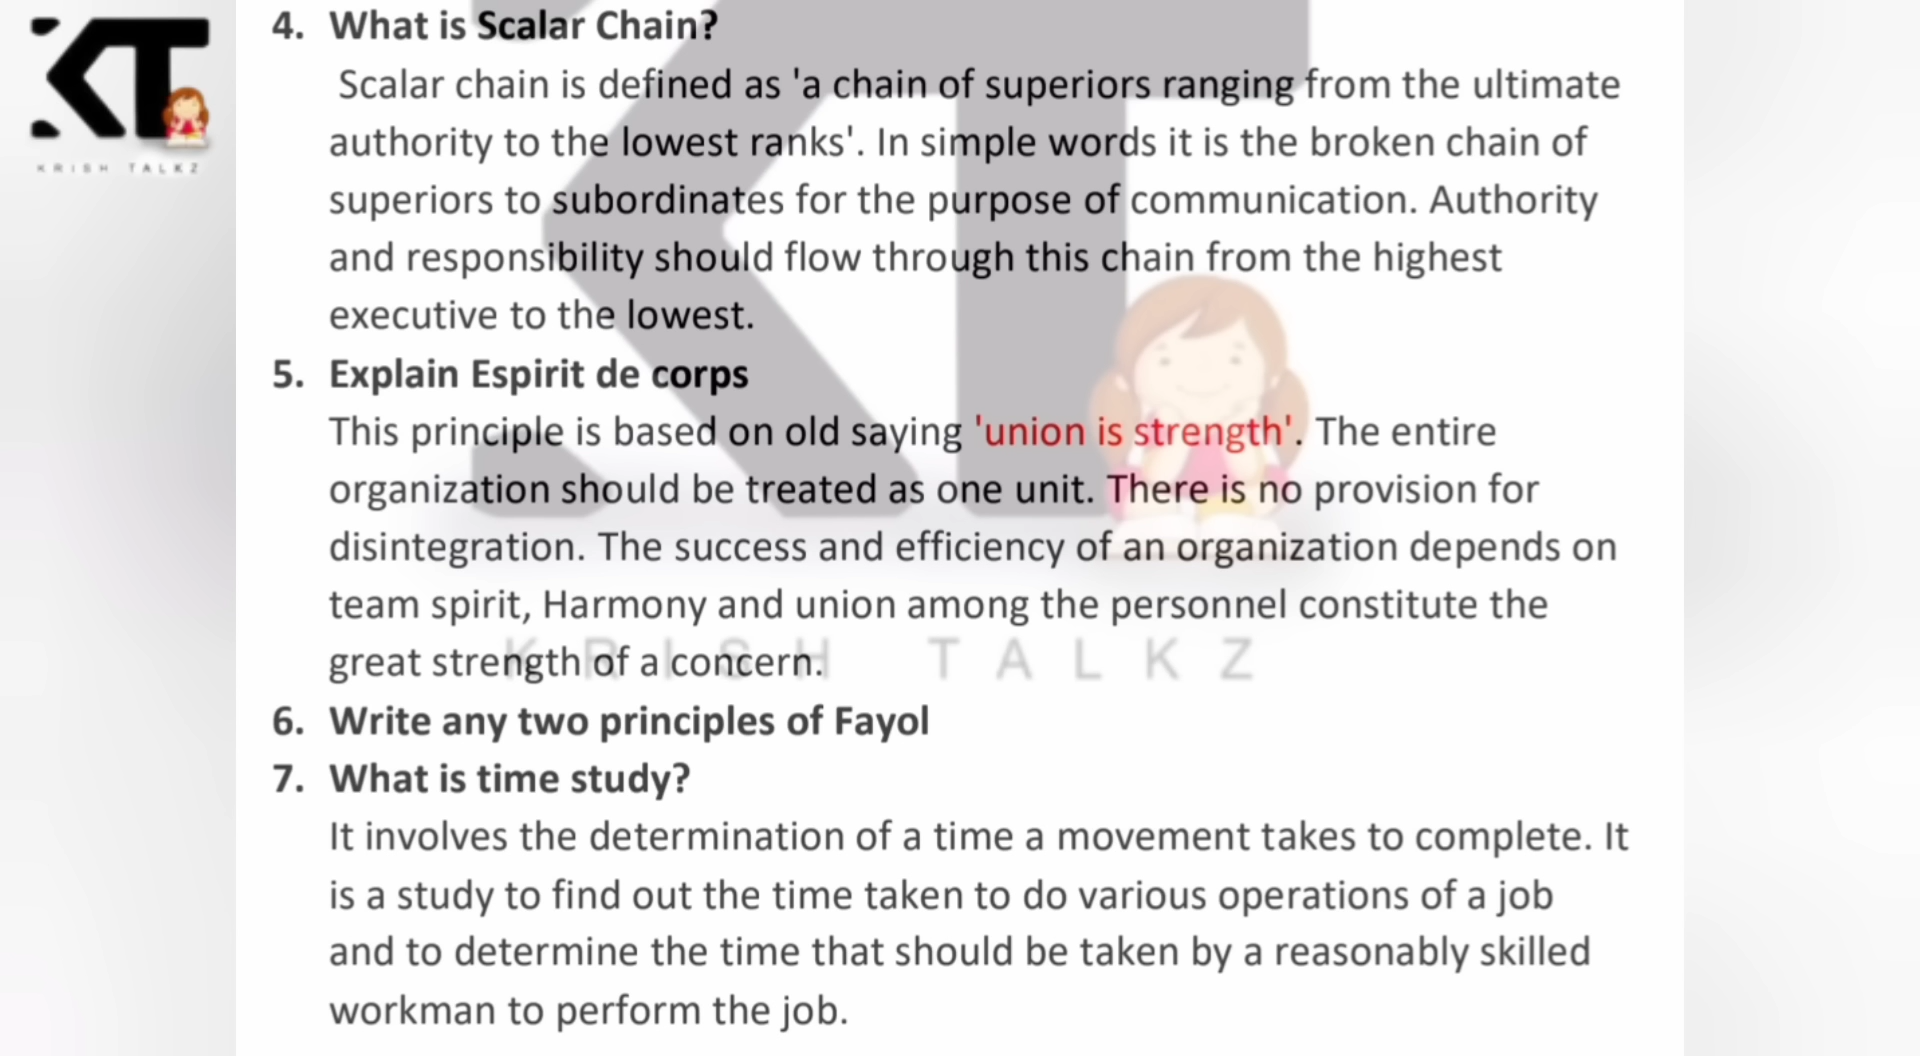 KT
KRISH TALKZ
4. What is Scalar Chain?
Scalar chain is defined as 'a chain of superiors ranging from the ultimate
authority to the lowest ranks'. In simple words it is the broken chain of
superiors to subordinates for the purpose of communication. Authority
and responsibility should flow through this chain from the highest
executive to the lowest.
5. Explain Espirit de corps
This principle is based on old saying 'union is strength'. The entire
organization should be treated as one unit. There is no provision for
disintegration. The success and efficiency of an organization depends on
team spirit, Harmony and union among the personnel constitute the
great strength of a concern.
KRISH TALKZ
6. Write any two principles of Fayol
7. What is time study?
It involves the determination of a time a movement takes to complete. It
is a study to find out the time taken to do various operations of a job
and to determine the time that should be taken by a reasonably skilled
workman to perform the job.